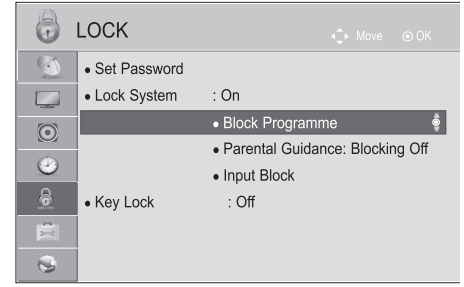 LOCK
Move OK
• Set Password
• Lock System : On
• Block Programme
• Parental Guidance: Blocking Off
• Input Block
• Key Lock : Off